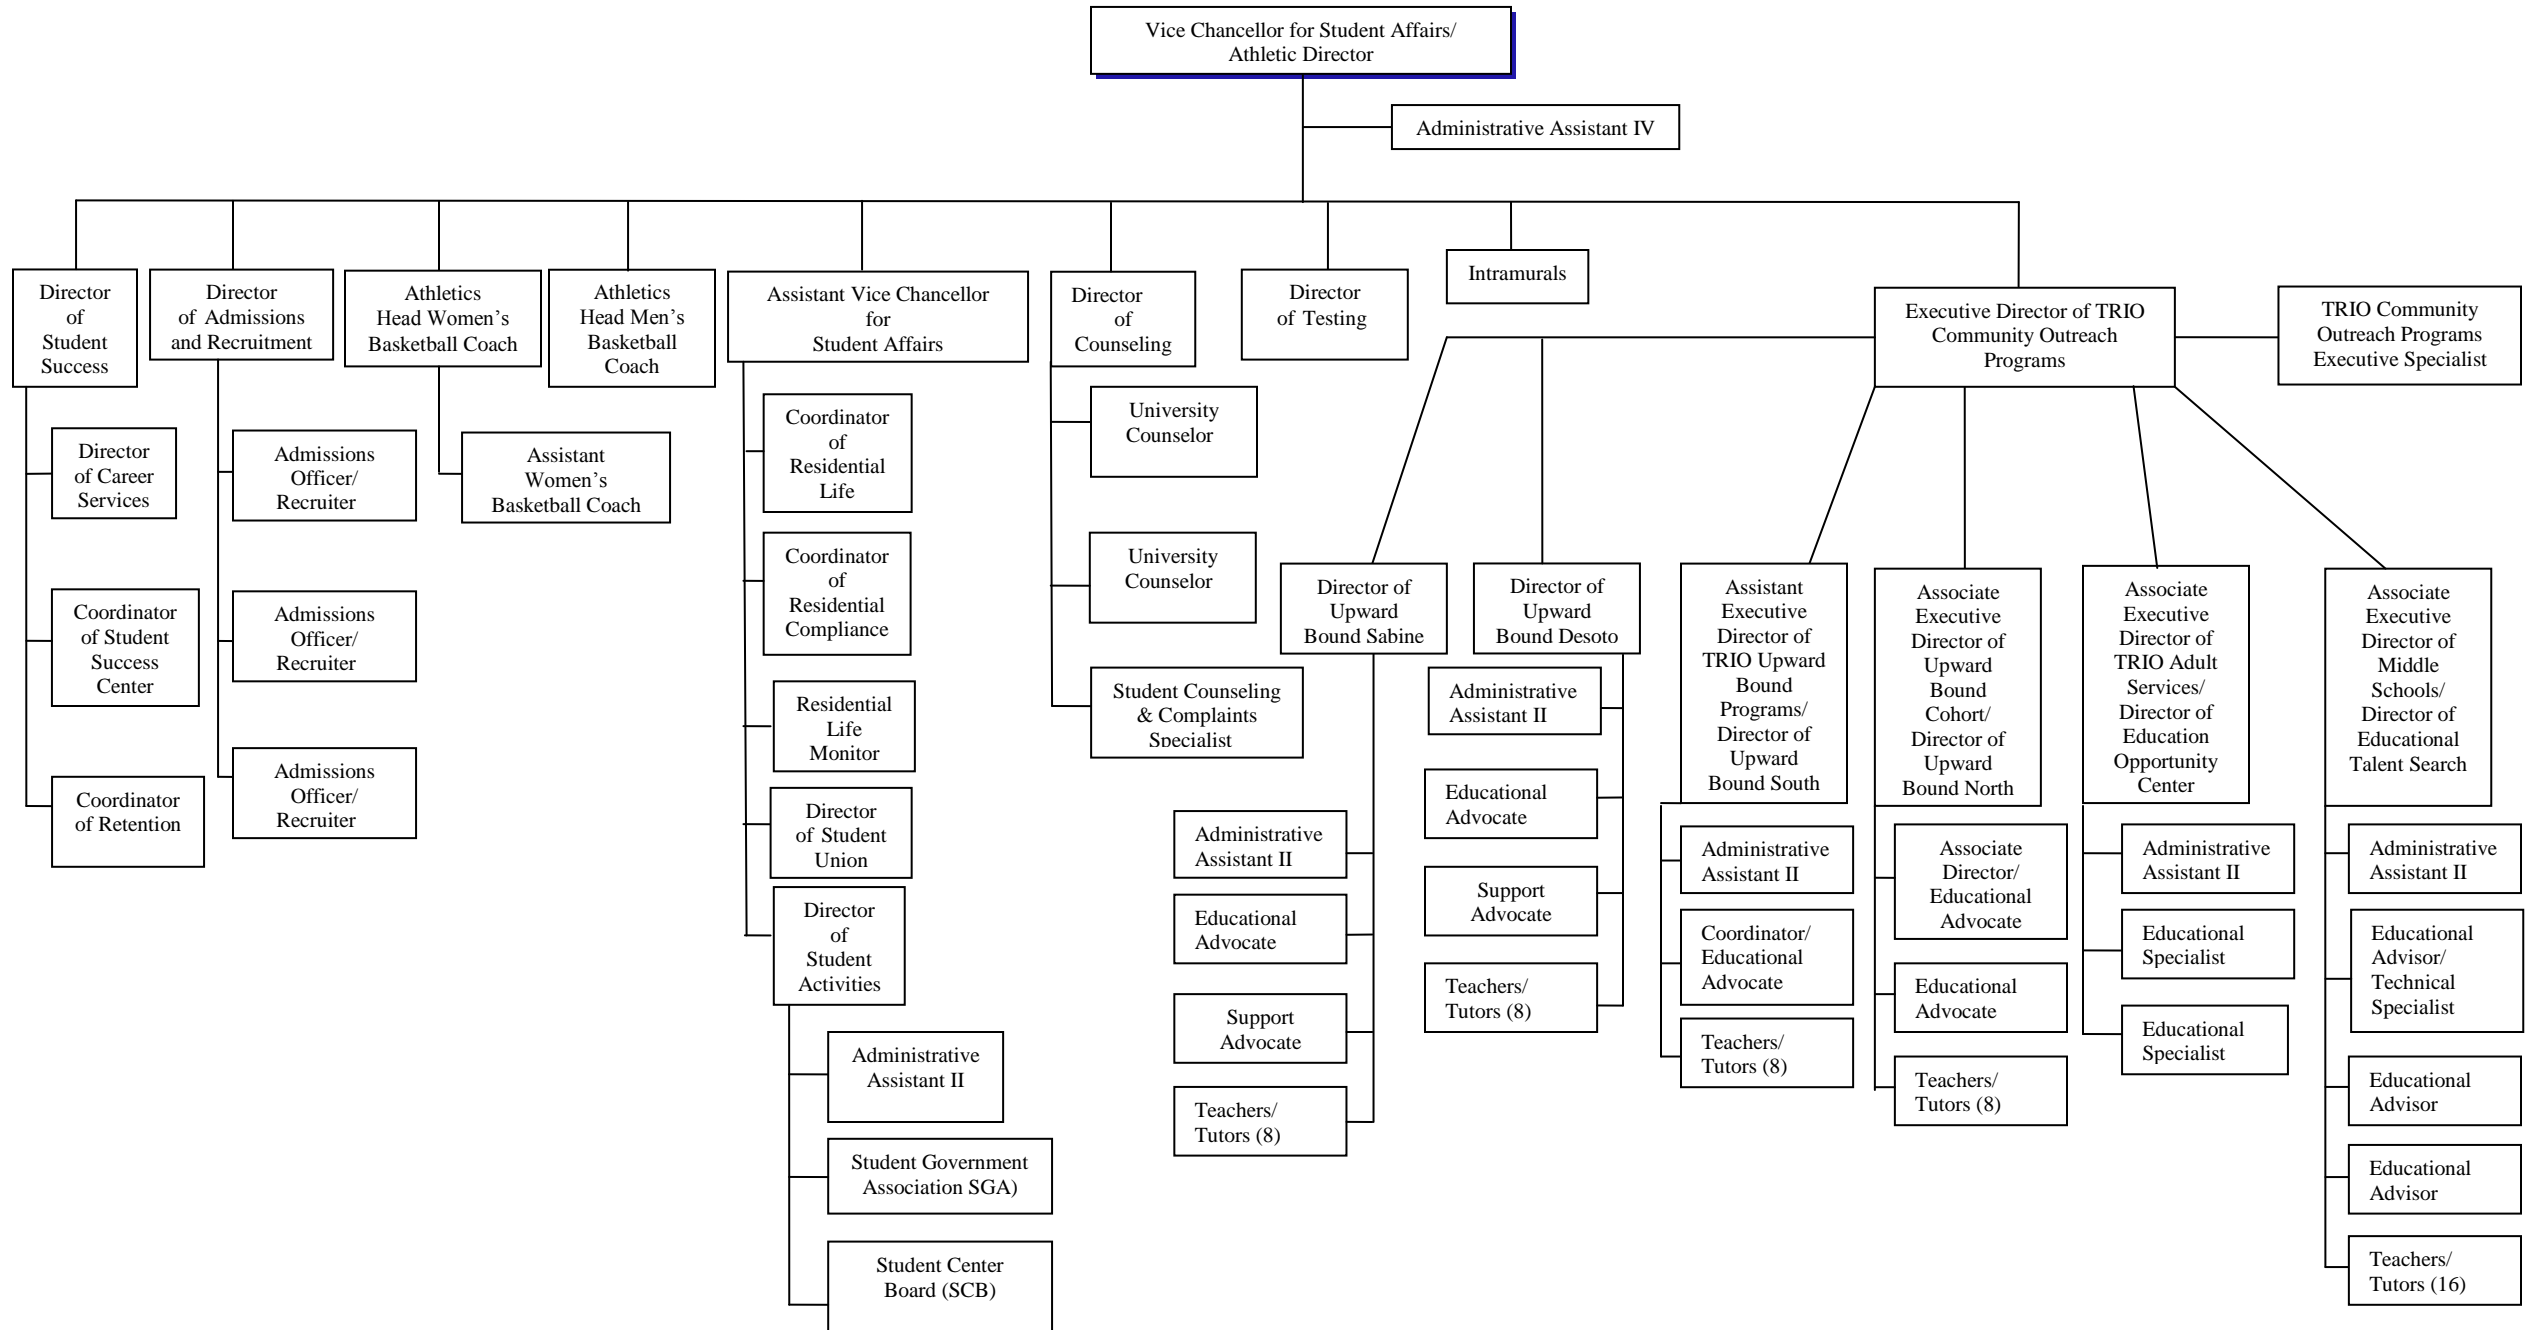 Vice Chancellor for Student Affairs/
Athletic Director
Administrative Assistant IV
Director
of
Student
Success
Director
of Admissions
and Recruitment
Athletics
Head Women’s
Basketball Coach
Athletics
Head Men’s
Basketball
Coach
Assistant Vice Chancellor
for
Student Affairs
Director
of
Counseling
Director
of Testing
Intramurals
Executive Director of TRIO
Community Outreach
Programs
TRIO Community
Outreach Programs
Executive Specialist
Director
of Career
Services
Coordinator
of Student
Success
Center
Coordinator
of Retention
Admissions
Officer/
Recruiter
Admissions
Officer/
Recruiter
Admissions
Officer/
Recruiter
Assistant
Women’s
Basketball Coach
Coordinator
of
Residential
Life
Coordinator
of
Residential
Compliance
Residential
Life
Monitor
Director
of Student
Union
Director
of
Student
Activities
Administrative
Assistant II
Student Government
Association SGA)
Student Center
Board (SCB)
University
Counselor
University
Counselor
Student Counseling
& Complaints
Specialist
Director of
Upward
Bound Sabine
Administrative
Assistant II
Educational
Advocate
Support
Advocate
Teachers/
Tutors (8)
Director of
Upward
Bound Desoto
Administrative
Assistant II
Educational
Advocate
Support
Advocate
Teachers/
Tutors (8)
Assistant
Executive
Director of
TRIO Upward
Bound
Programs/
Director of
Upward
Bound South
Administrative
Assistant II
Coordinator/
Educational
Advocate
Teachers/
Tutors (8)
Associate
Executive
Director of
Upward
Bound
Cohort/
Director of
Upward
Bound North
Associate
Director/
Educational
Advocate
Educational
Advocate
Teachers/
Tutors (8)
Associate
Executive
Director of
TRIO Adult
Services/
Director of
Education
Opportunity
Center
Administrative
Assistant II
Educational
Specialist
Educational
Specialist
Associate
Executive
Director of
Middle
Schools/
Director of
Educational
Talent Search
Administrative
Assistant II
Educational
Advisor/
Technical
Specialist
Educational
Advisor
Educational
Advisor
Teachers/
Tutors (16)